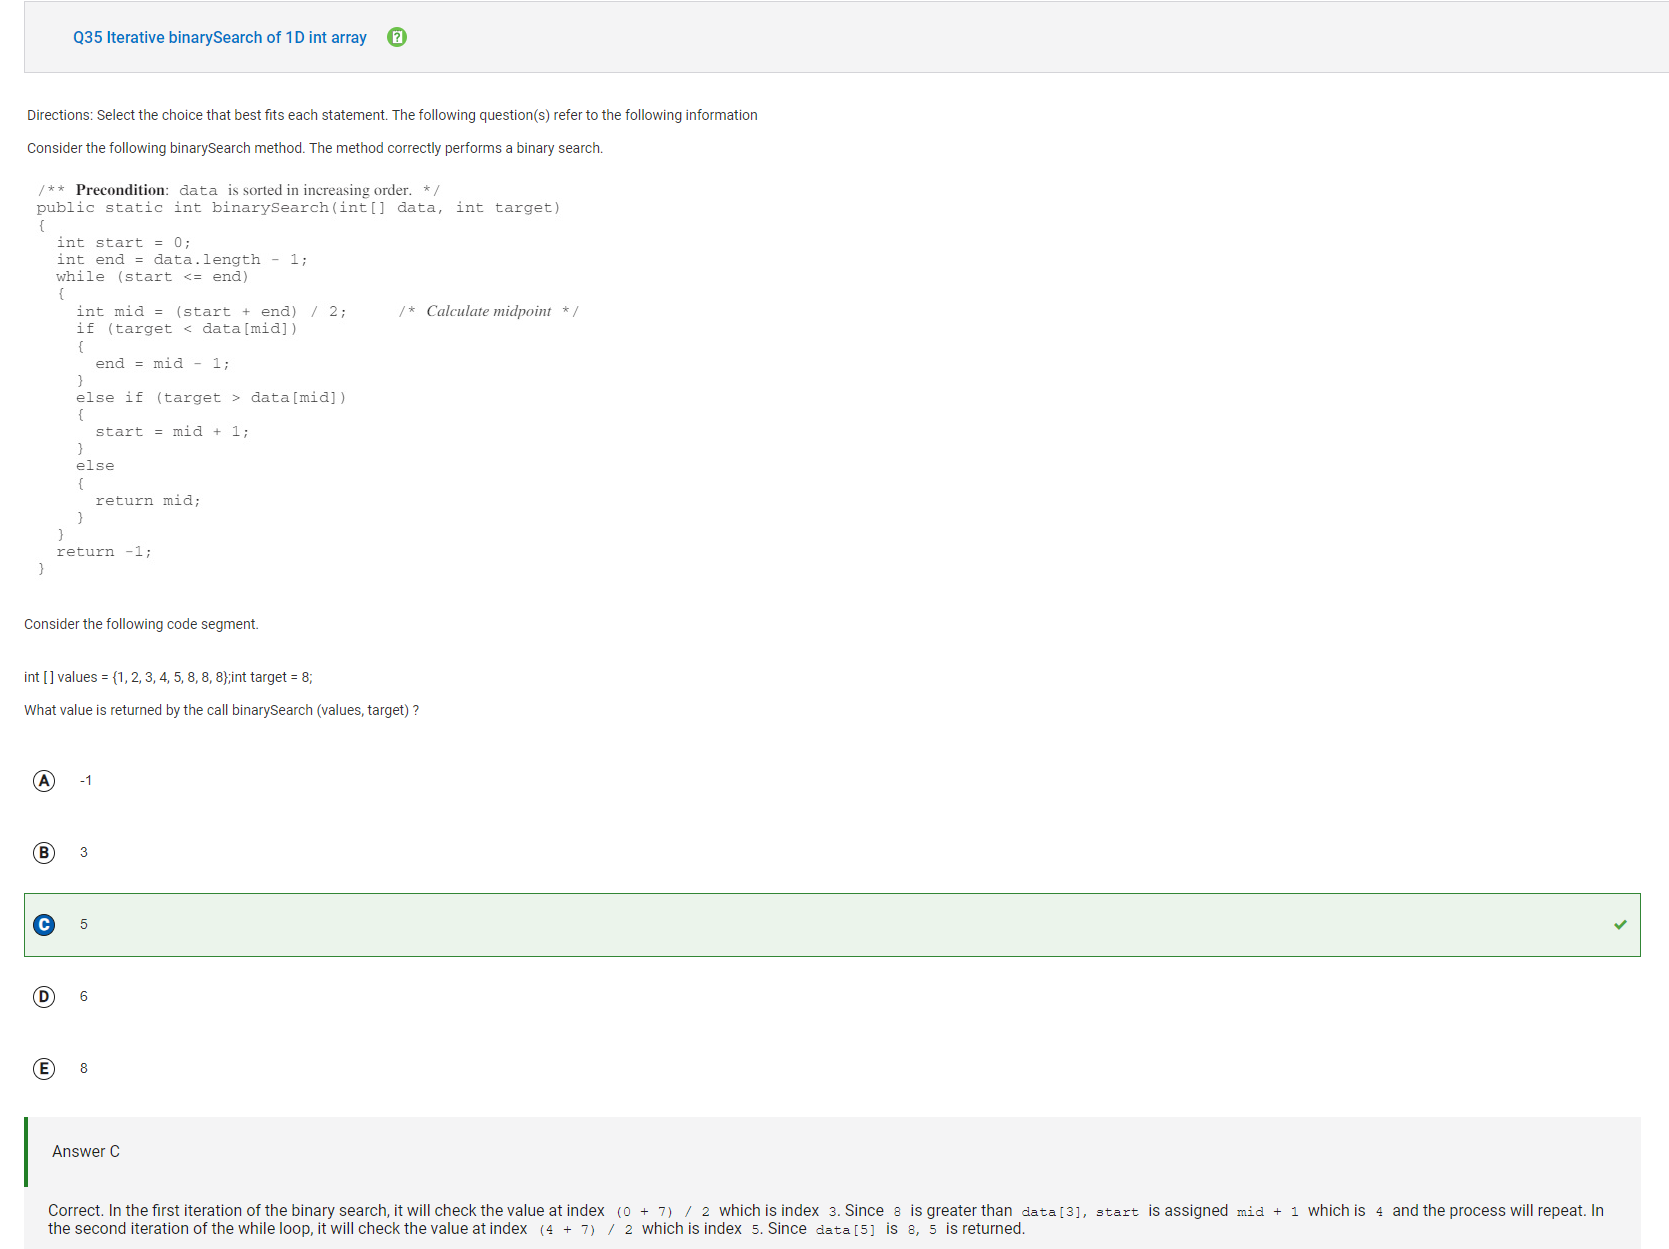 Q35 Iterative binarySearch of 1D int array
Directions: Select the choice that best fits each statement. The following question(s) refer to the following information
Consider the following binarySearch method. The method correctly performs a binary search.
/** Precondition: data is sorted in increasing order. */
public static int binarySearch(int[] data, int target)
{
int start = 0;
int end = data.length - 1;
while (start <= end)
{
int mid = (start + end) / 2; /* Calculate midpoint */
if (target < data[mid])
{
end = mid - 1;
}
else if (target > data[mid])
{
start = mid + 1;
}
else
{
return mid;
}
}
return -1;
}
Consider the following code segment.
int [ ] values = {1, 2, 3, 4, 5, 8, 8, 8};int target = 8;
What value is returned by the call binarySearch (values, target) ?
A -1
B 3
C 5
D 6
E 8
Answer C
Correct. In the first iteration of the binary search, it will check the value at index (0 + 7) / 2 which is index 3. Since 8 is greater than data[3], start is assigned mid + 1 which is 4 and the process will repeat. In
the second iteration of the while loop, it will check the value at index (4 + 7) / 2 which is index 5. Since data[5] is 8, 5 is returned.